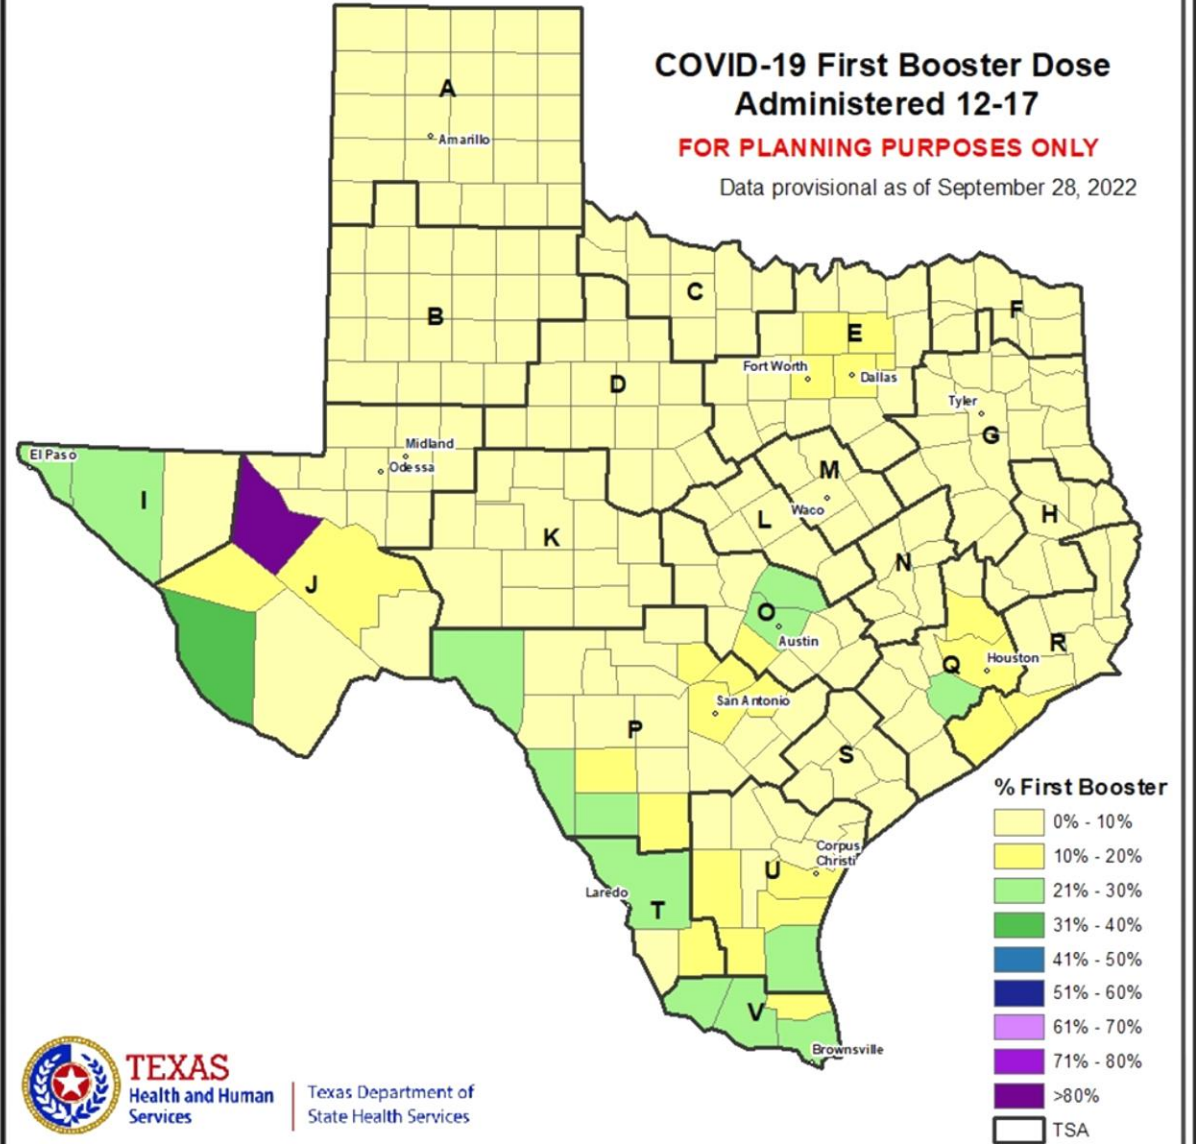 COVID-19 First Booster Dose
Administered 12-17
FOR PLANNING PURPOSES ONLY
Data provisional as of September 28, 2022
A
Amarillo
B
C
D
E
F
Fort Worth
Dallas
Tyler
G
Midland
Odessa
El Paso
I
J
K
M
Waco
L
H
N
O
Austin
Q
Houston
R
San Antonio
P
S
U
Corpus
Christi
Laredo
T
V
Brownsville
% First Booster
0% - 10%
10% - 20%
21% - 30%
31% - 40%
41% - 50%
51% - 60%
61% - 70%
71% - 80%
>80%
TSA
TEXAS
Health and Human
Services
Texas Department of
State Health Services